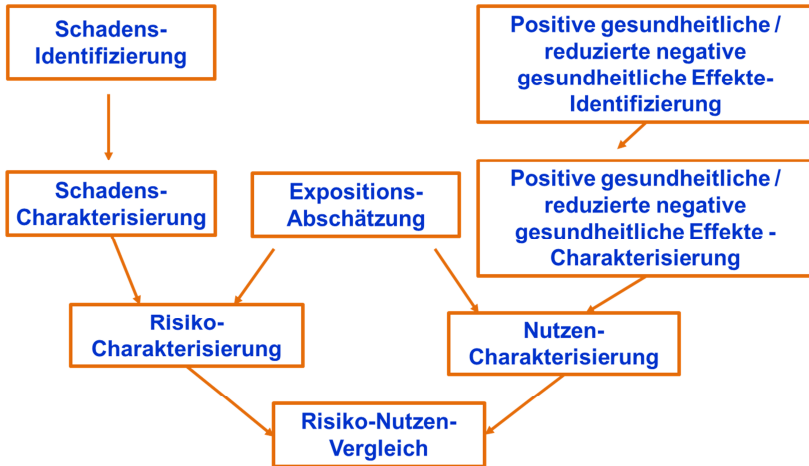 Schadens-
Identifizierung
Positive gesundheitliche /
reduzierte negative
gesundheitliche Effekte-
Identifizierung
Schadens-
Charakterisierung
Expositions-
Abschätzung
Positive gesundheitliche /
reduzierte negative
gesundheitliche Effekte -
Charakterisierung
Risiko-
Charakterisierung
Nutzen-
Charakterisierung
Risiko-Nutzen-
Vergleich